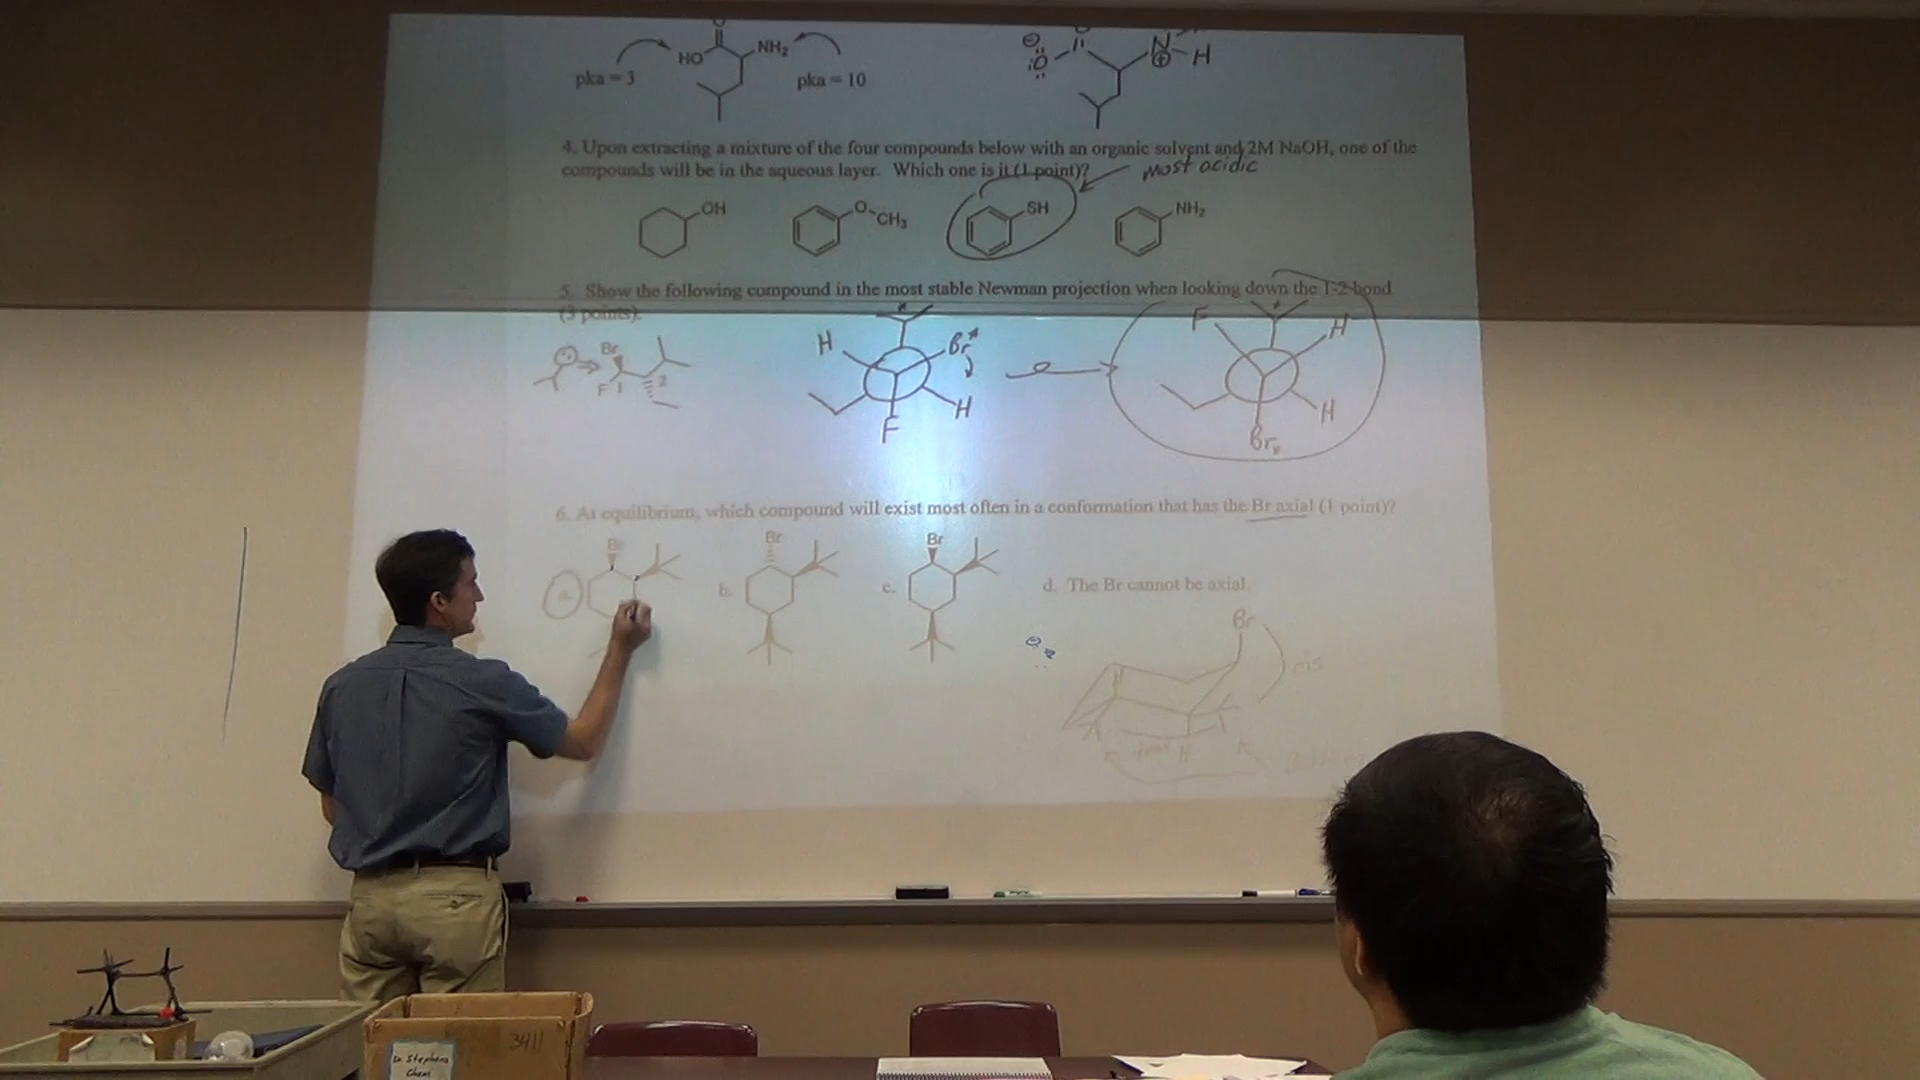 O
HO
NH₂
pka = 3
pka = 10
⊖
:O
N
⊕
H
4. Upon extracting a mixture of the four compounds below with an organic solvent and 2M NaOH, one of the
compounds will be in the aqueous layer. Which one is it (1 point)?
most acidic
OH
O
CH₃
SH
NH₂
5. Show the following compound in the most stable Newman projection when looking down the 1-2 bond
(3 points).
Br
F
1
2
H
Br
H
F
F
H
H
Br
6. At equilibrium, which compound will exist most often in a conformation that has the Br axial (1 point)?
Br
a.
Br
b.
Br
c.
d. The Br cannot be axial.
Br
cis
H
3411
Dr. Stephens
Chem